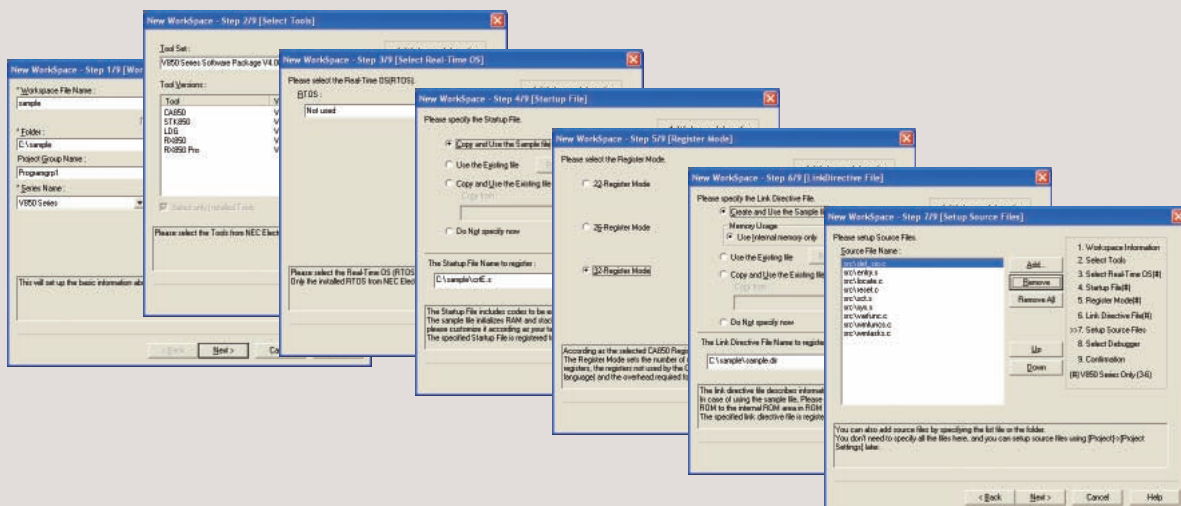 New WorkSpace - Step 1/9 [Wor
* Workspace File Name :
sample
* Folder :
C:\sample
Project Group Name :
Programgrp1
* Series Name :
V850 Series
This will set up the basic information ab
< Back
Next >
Ca
New WorkSpace - Step 2/9 [Select Tools]
Tool Set :
V850 Series Software Package V4.0
Tool Versions :
Tool V
CA850 V
STK850 V
LDG V
RX850 V
RX850 Pro V
Select only Installed Tools
Please select the Tools from NEC Elect
New WorkSpace - Step 3/9 [Select Real-Time OS]
Please select the Real-Time OS(RTOS).
RTOS :
Not used
Please select the Real-Time OS (RTOS
Only the installed RTOS from NEC Elec
New WorkSpace - Step 4/9 [Startup File]
Please specify the Startup File.
Copy and Use the Sample file
Use the Existing file
Copy and Use the Existing file
Copy from
Do Not specify now
The Startup File Name to register :
C:\sample\crtE.s
The Startup File includes codes to be e
The sample file initializes RAM and stac
please customize it according as your ta
The specified Startup File is registered t
New WorkSpace - Step 5/9 [Register Mode]
Please select the Register Mode.
22-Register Mode
26-Register Mode
32-Register Mode
According as the selected CA850 Regis
The Register Mode sets the number of
registers, the registers not used by the C
language) and the overhead required fo
New WorkSpace - Step 6/9 [LinkDirective File]
Please specify the Link Directive File.
Create and Use the Sample fi
Memory Usage
Use Internal memory only
Use the Existing file
Copy and Use the Existing file
Copy from
Do Not specify now
The Link Directive File Name to registe
C:\sample\sample.dir
The link directive file describes informat
In case of using the sample file, Please
ROM to the internal ROM area in ROM
The specified link directive file is registe
New WorkSpace - Step 7/9 [Setup Source Files]
Please setup Source Files.
Source File Name :
src\entry.s
src\locate.c
src\reset.c
src\sct.s
src\sys.s
src\varfunc.c
Add...
Remove
Remove All
Up
Down
1. Workspace Information
2. Select Tools
3. Select Real-Time OS(#)
4. Startup File(#)
5. Register Mode(#)
6. Link Directive File(#)
>>7. Setup Source Files
8. Select Debugger
9. Confirmation
(#) V850 Series Only (3-6)
You can also add source files by specifying the list file or the folder.
You don't need to specify all the files here, and you can setup source files using [Project]-[Project
Settings] later.
< Back
Next >
Cancel
Help